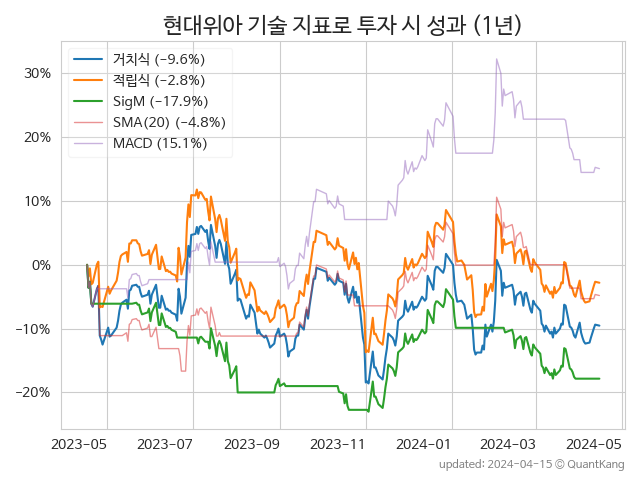 현대위아 기술 지표로 투자 시 성과 (1년)
거치식 (−9.6%)
적립식 (−2.8%)
SigM (−17.9%)
SMA(20) (−4.8%)
MACD (15.1%)
30%
20%
10%
0%
−10%
−20%
2023-05
2023-07
2023-09
2023-11
2024-01
2024-03
2024-05
updated: 2024-04-15 © QuantKang